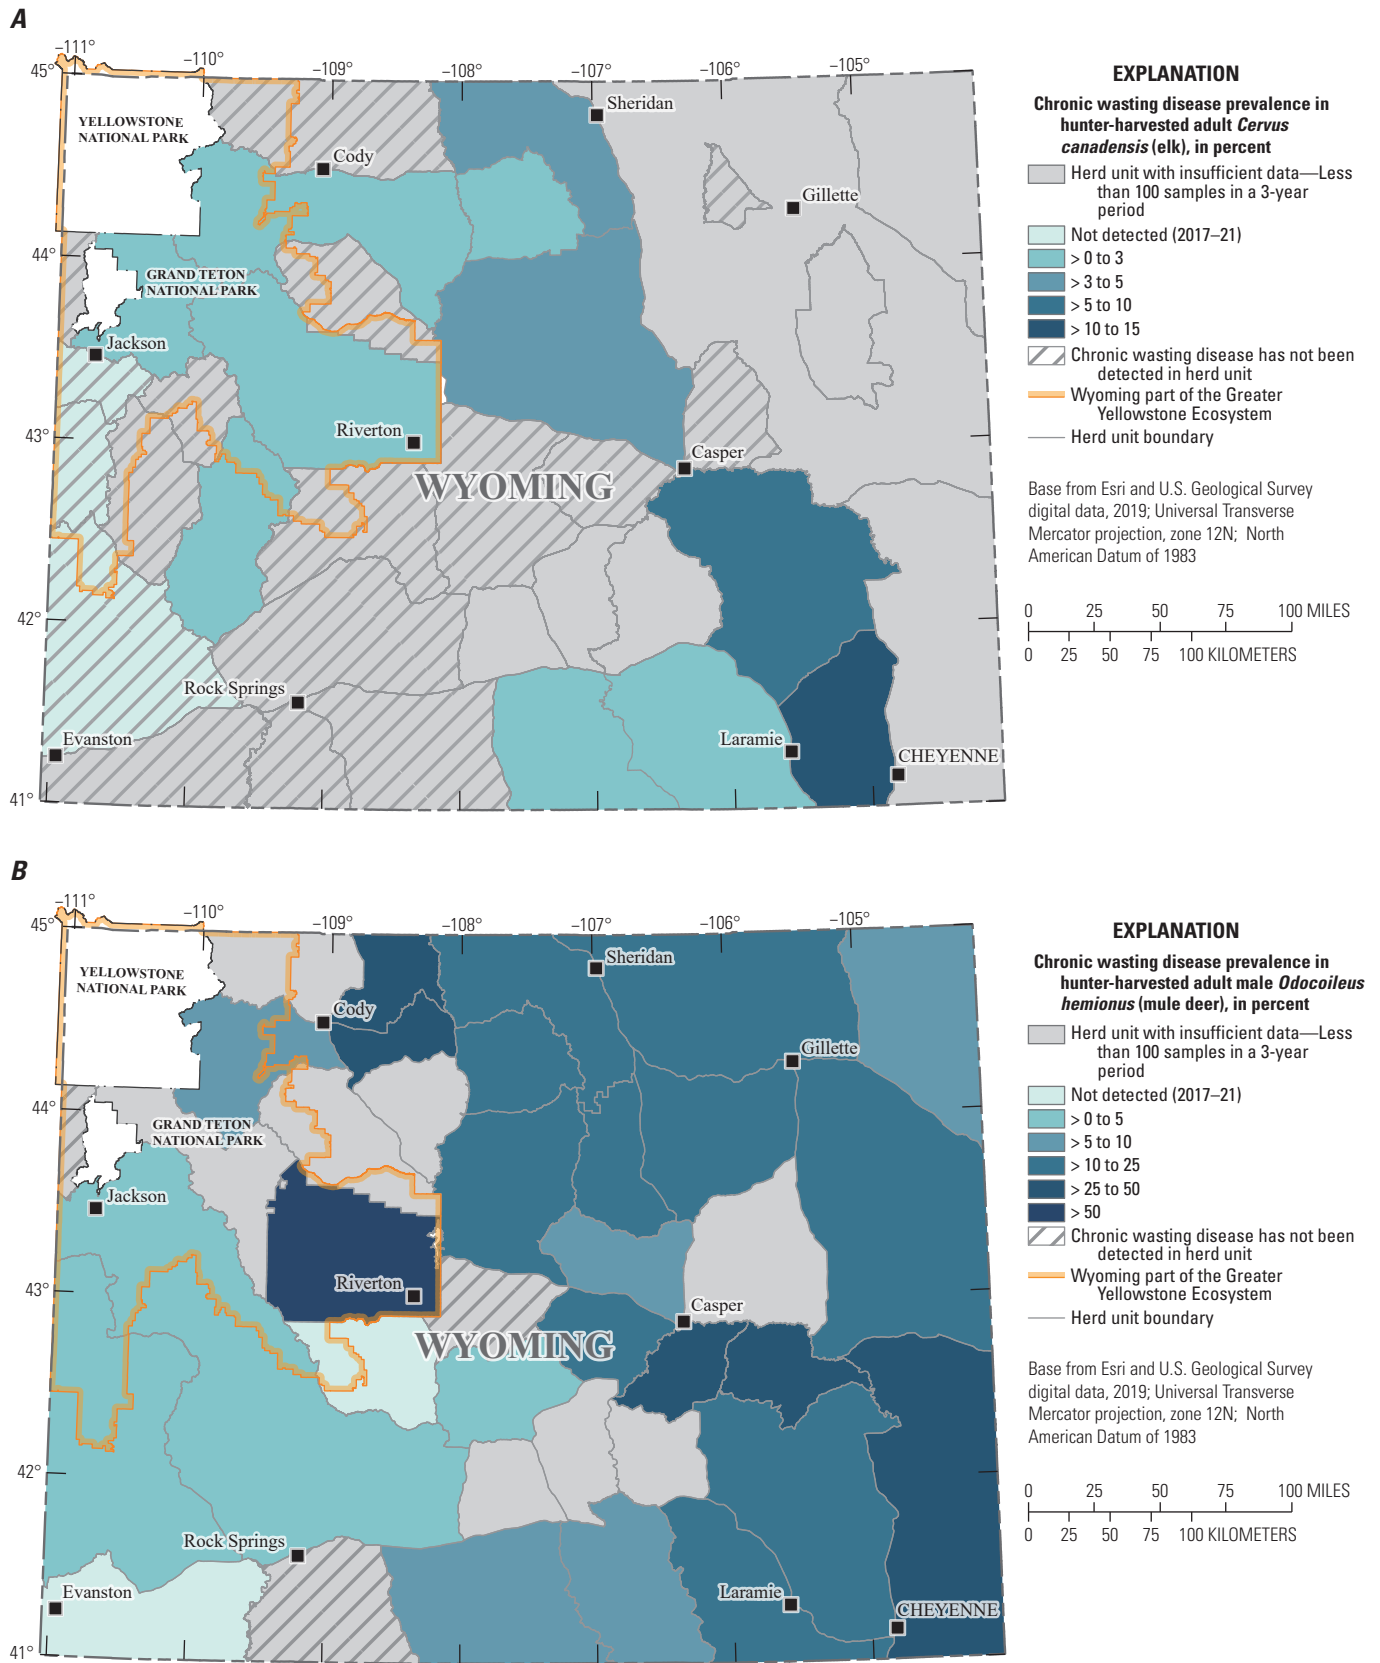 A
−111°
−110°
−109°
−108°
−107°
−106°
−105°
45°
44°
43°
42°
41°
YELLOWSTONE
NATIONAL PARK
Sheridan
Cody
Gillette
GRAND TETON
NATIONAL PARK
Jackson
Riverton
Casper
WYOMING
Rock Springs
Evanston
Laramie
CHEYENNE
EXPLANATION
Chronic wasting disease prevalence in
hunter-harvested adult Cervus
canadensis (elk), in percent
Herd unit with insufficient data—Less
than 100 samples in a 3-year
period
Not detected (2017–21)
> 0 to 3
> 3 to 5
> 5 to 10
> 10 to 15
Chronic wasting disease has not been
detected in herd unit
Wyoming part of the Greater
Yellowstone Ecosystem
Herd unit boundary
Base from Esri and U.S. Geological Survey
digital data, 2019; Universal Transverse
Mercator projection, zone 12N; North
American Datum of 1983
0 25 50 75 100 MILES
0 25 50 75 100 KILOMETERS
B
−111°
−110°
−109°
−108°
−107°
−106°
−105°
45°
44°
43°
42°
41°
YELLOWSTONE
NATIONAL PARK
Sheridan
Cody
Gillette
GRAND TETON
NATIONAL PARK
Jackson
Riverton
Casper
WYOMING
Rock Springs
Evanston
Laramie
CHEYENNE
EXPLANATION
Chronic wasting disease prevalence in
hunter-harvested adult male Odocoileus
hemionus (mule deer), in percent
Herd unit with insufficient data—Less
than 100 samples in a 3-year
period
Not detected (2017–21)
> 0 to 5
> 5 to 10
> 10 to 25
> 25 to 50
> 50
Chronic wasting disease has not been
detected in herd unit
Wyoming part of the Greater
Yellowstone Ecosystem
Herd unit boundary
Base from Esri and U.S. Geological Survey
digital data, 2019; Universal Transverse
Mercator projection, zone 12N; North
American Datum of 1983
0 25 50 75 100 MILES
0 25 50 75 100 KILOMETERS